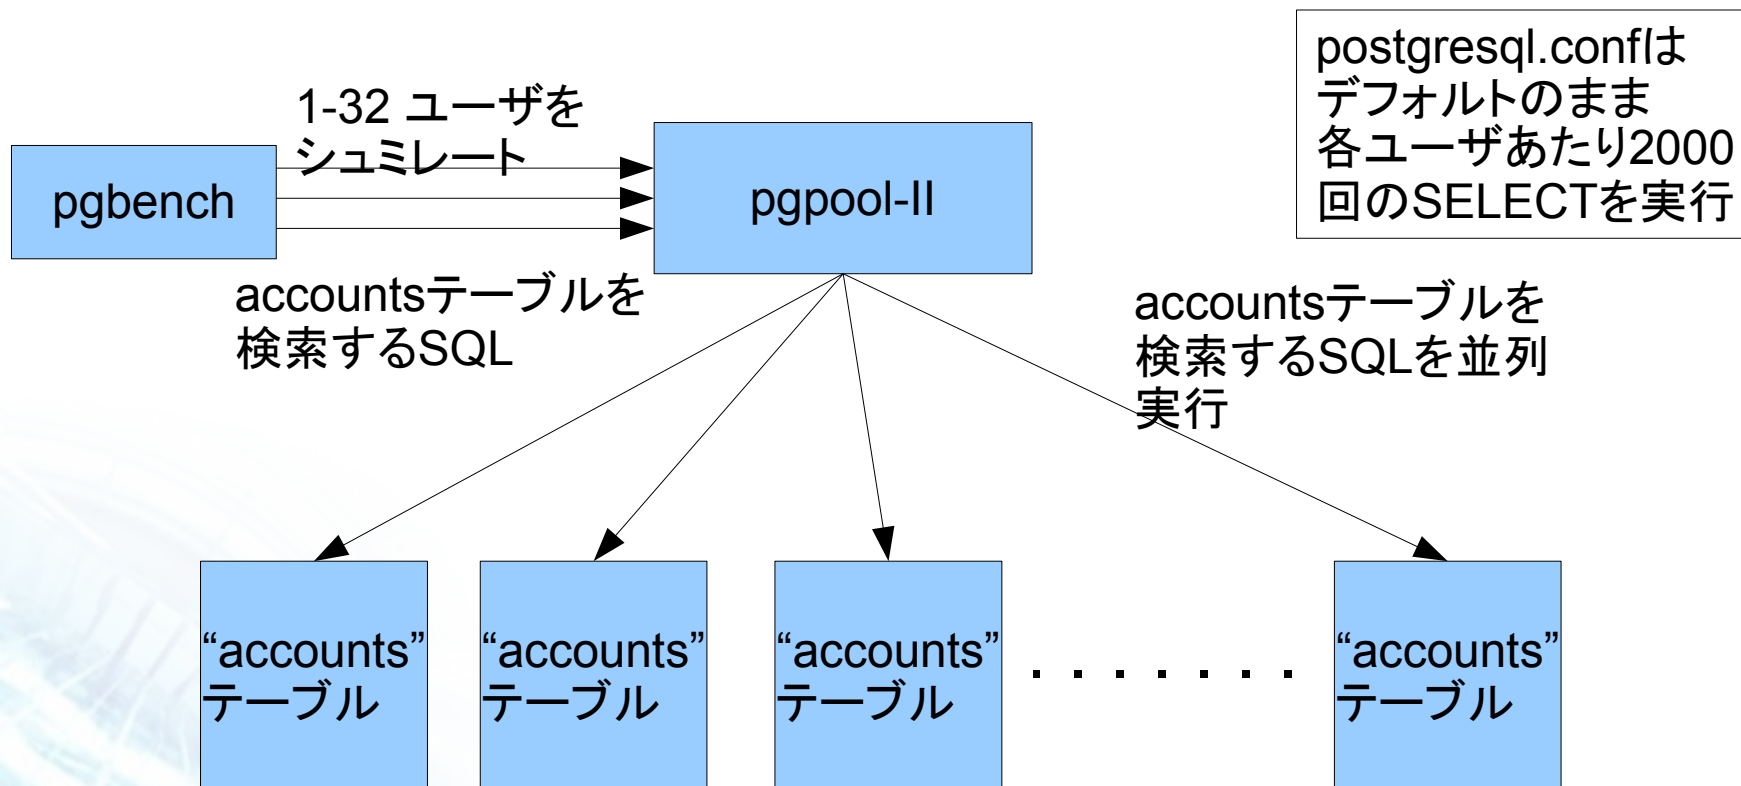 postgresql.confは
デフォルトのまま
各ユーザあたり2000
回のSELECTを実行
1-32 ユーザを
シュミレート
pgbench
pgpool-II
accountsテーブルを
検索するSQL
accountsテーブルを
検索するSQLを並列
実行
“accounts”
テーブル
“accounts”
テーブル
“accounts”
テーブル
.......
“accounts”
テーブル